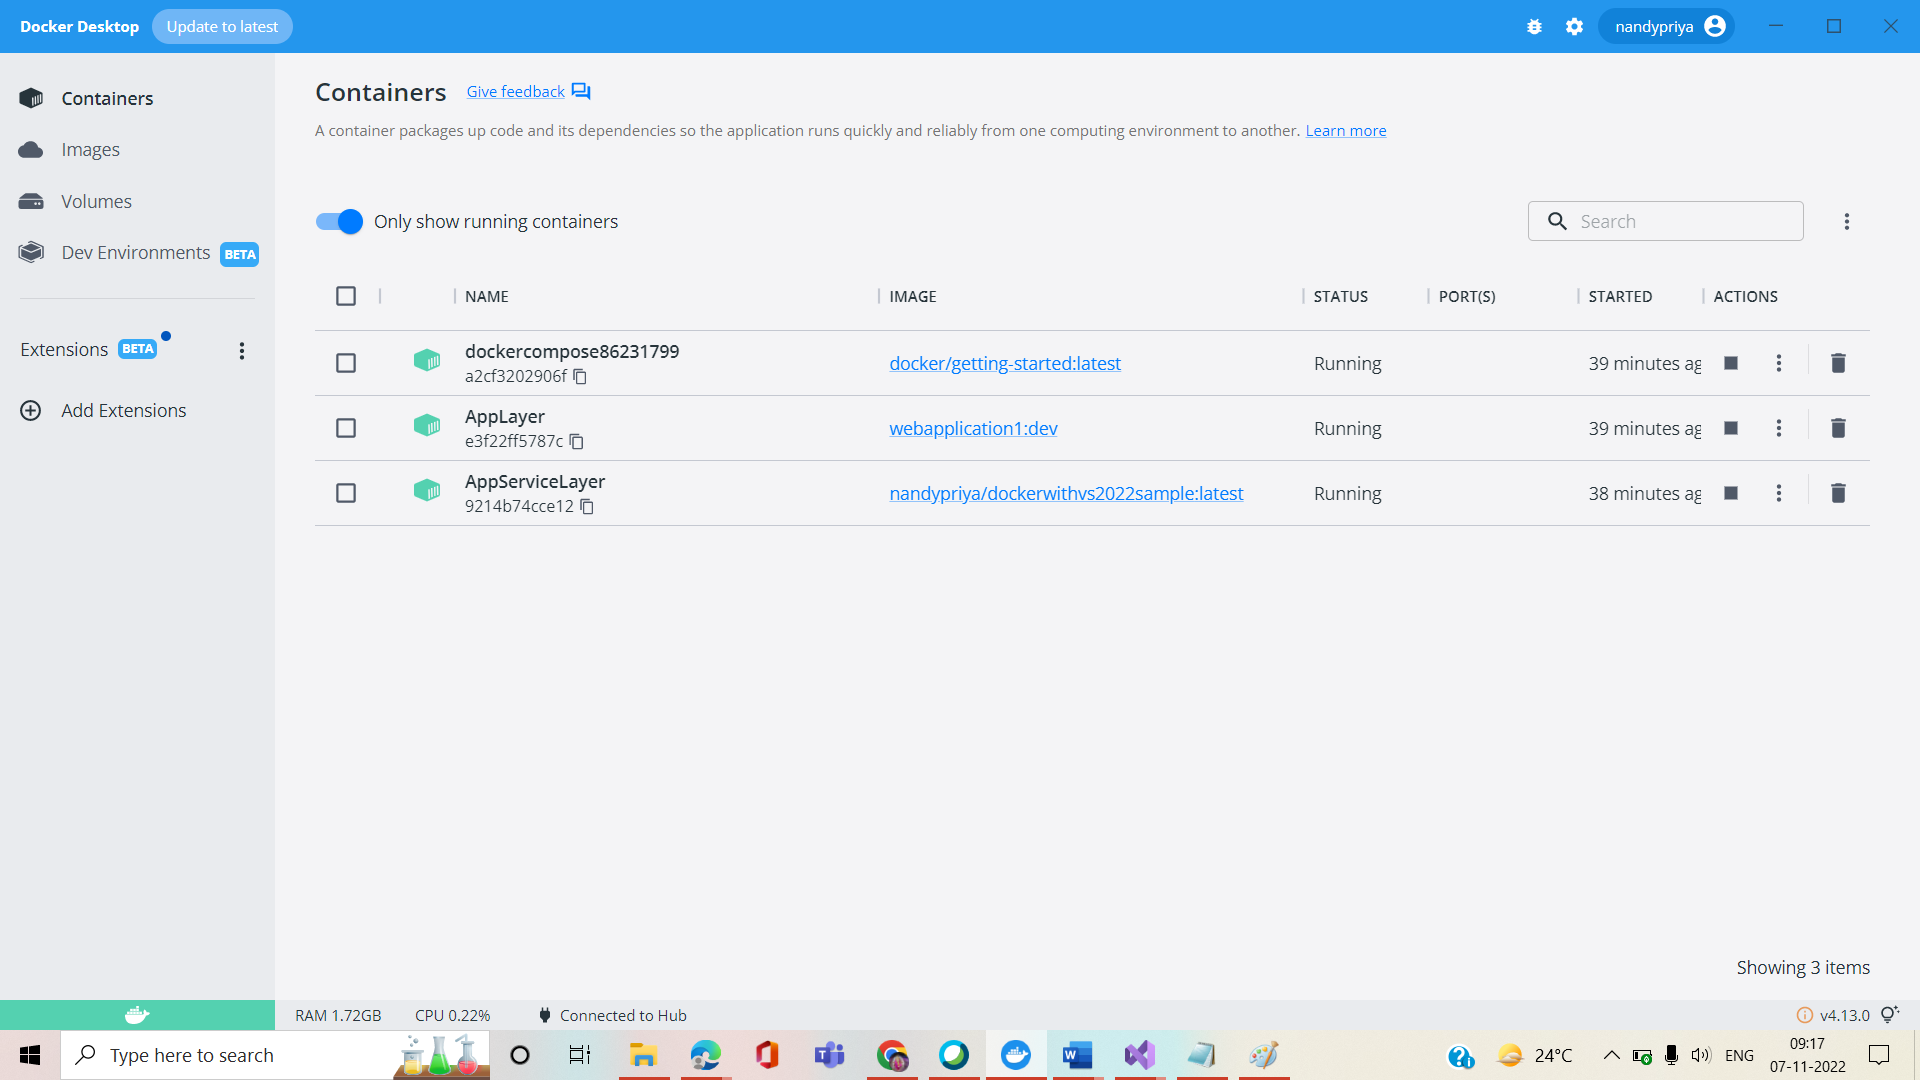 Docker Desktop Update to latest nandypriya
Containers
Images
Volumes
Dev Environments BETA
Extensions BETA
Add Extensions
Containers Give feedback
A container packages up code and its dependencies so the application runs quickly and reliably from one computing environment to another. Learn more
Only show running containers Search
NAME IMAGE STATUS PORT(S) STARTED ACTIONS
dockercompose86231799
a2cf3202906f docker/getting-started:latest Running 39 minutes ag
AppLayer
e3f22ff5787c webapplication1:dev Running 39 minutes ag
AppServiceLayer
9214b74cce12 nandypriya/dockerwithvs2022sample:latest Running 38 minutes ag
Showing 3 items
RAM 1.72GB CPU 0.22% Connected to Hub v4.13.0
Type here to search 24°C ENG 09:17
07-11-2022